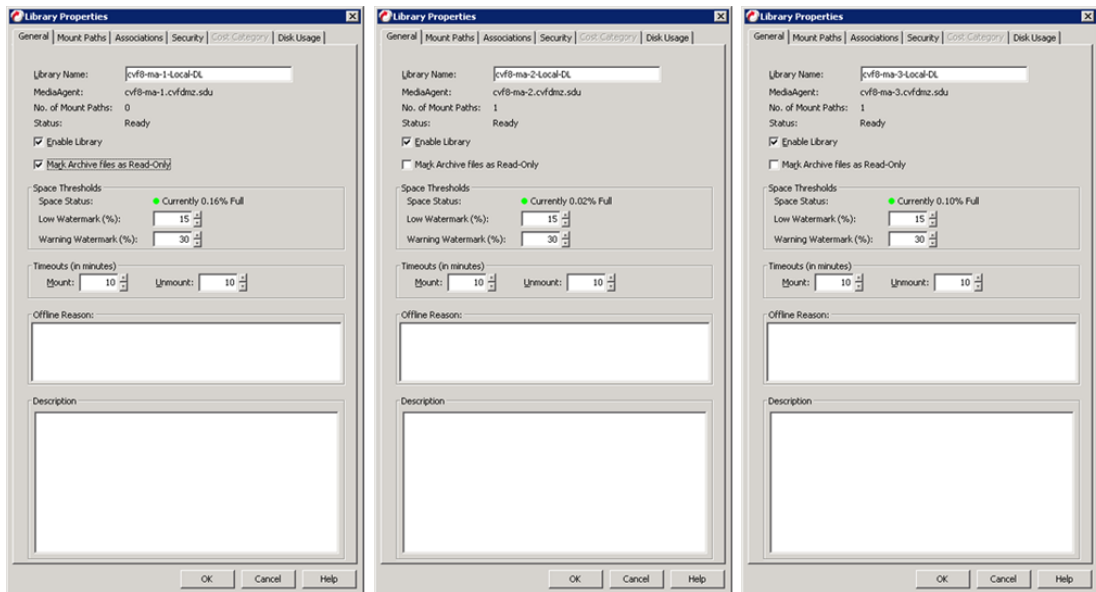 Library Properties
General Mount Paths Associations Security Cost Category Disk Usage
Library Name: cvf8-ma-1-Local-DL
MediaAgent: cvf8-ma-1.cvfdmz.sdu
No. of Mount Paths: 0
Status: Ready
Enable Library
Mark Archive files as Read-Only
Space Thresholds
Space Status: Currently 0.16% Full
Low Watermark (%): 15
Warning Watermark (%): 30
Timeouts (in minutes)
Mount: 10 Unmount: 10
Offline Reason:
Description
OK Cancel Help
Library Properties
General Mount Paths Associations Security Cost Category Disk Usage
Library Name: cvf8-ma-2-Local-DL
MediaAgent: cvf8-ma-2.cvfdmz.sdu
No. of Mount Paths: 1
Status: Ready
Enable Library
Mark Archive files as Read-Only
Space Thresholds
Space Status: Currently 0.02% Full
Low Watermark (%): 15
Warning Watermark (%): 30
Timeouts (in minutes)
Mount: 10 Unmount: 10
Offline Reason:
Description
OK Cancel Help
Library Properties
General Mount Paths Associations Security Cost Category Disk Usage
Library Name: cvf8-ma-3-Local-DL
MediaAgent: cvf8-ma-3.cvfdmz.sdu
No. of Mount Paths: 1
Status: Ready
Enable Library
Mark Archive files as Read-Only
Space Thresholds
Space Status: Currently 0.10% Full
Low Watermark (%): 15
Warning Watermark (%): 30
Timeouts (in minutes)
Mount: 10 Unmount: 10
Offline Reason:
Description
OK Cancel Help